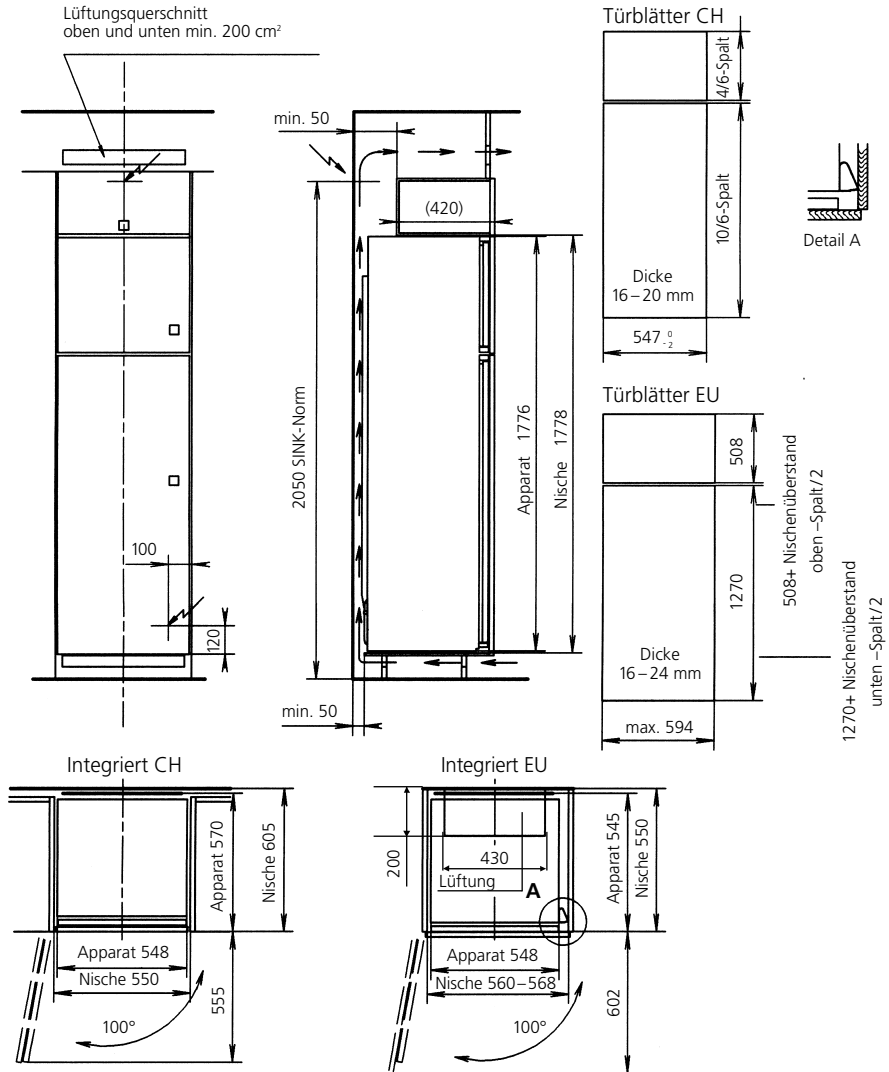 Lüftungsquerschnitt
oben und unten min. 200 cm²
min. 50
(420)
2050 SINK-Norm
Apparat 1776
Nische 1778
100
120
min. 50
Türblätter CH
4/6-Spalt
10/6-Spalt
Dicke
16–20 mm
547 0
-2
Detail A
Türblätter EU
508
1270
Dicke
16–24 mm
max. 594
508+ Nischenüberstand
oben –Spalt/2
1270+ Nischenüberstand
unten –Spalt/2
Integriert CH
Apparat 570
Nische 605
Apparat 548
Nische 550
555
100°
Integriert EU
200
430
Lüftung
A
Apparat 545
Nische 550
Apparat 548
Nische 560–568
602
100°